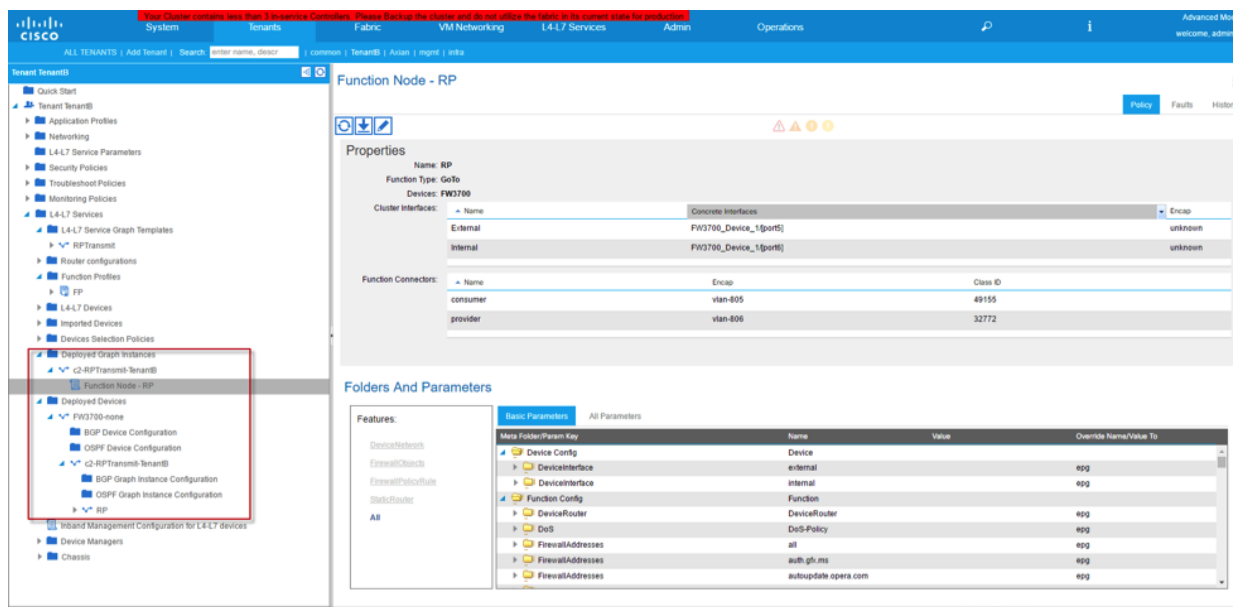 Your Cluster contains less than 3 in-service Controllers. Please Backup the cluster and do not utilize the fabric in its current state for production.
CISCO System Tenants Fabric VM Networking L4-L7 Services Admin Operations i Advanced Mo
welcome, admin
ALL TENANTS | Add Tenant | Search: enter name, descr | common | TenantB | Axian | mgmt | infra
Tenant TenantB
Quick Start
Tenant TenantB
Application Profiles
Networking
L4-L7 Service Parameters
Security Policies
Troubleshoot Policies
Monitoring Policies
L4-L7 Services
L4-L7 Service Graph Templates
RPTransmit
Router configurations
Function Profiles
FP
L4-L7 Devices
Imported Devices
Devices Selection Policies
Deployed Graph Instances
c2-RPTransmit-TenantB
Function Node - RP
Deployed Devices
FW3700-none
BGP Device Configuration
OSPF Device Configuration
c2-RPTransmit-TenantB
BGP Graph Instance Configuration
OSPF Graph Instance Configuration
RP
Inband Management Configuration for L4-L7 devices
Device Managers
Chassis
Function Node - RP
Policy Faults Histor
Properties
Name: RP
Function Type: GoTo
Devices: FW3700
Cluster Interfaces: Name Concrete Interfaces Encap
External FW3700_Device_1/[port5] unknown
Internal FW3700_Device_1/[port6] unknown
Function Connectors: Name Encap Class ID
consumer vlan-805 49155
provider vlan-806 32772
Folders And Parameters
Features:
DeviceNetwork
FirewallObjects
FirewallPolicyRule
StaticRouter
All
Basic Parameters All Parameters
Meta Folder/Param Key Name Value Override Name/Value To
Device Config Device
DeviceInterface external epg
DeviceInterface internal epg
Function Config Function
DeviceRouter DeviceRouter epg
DoS DoS-Policy epg
FirewallAddresses all epg
FirewallAddresses auth.gfx.ms epg
FirewallAddresses autoupdate.opera.com epg